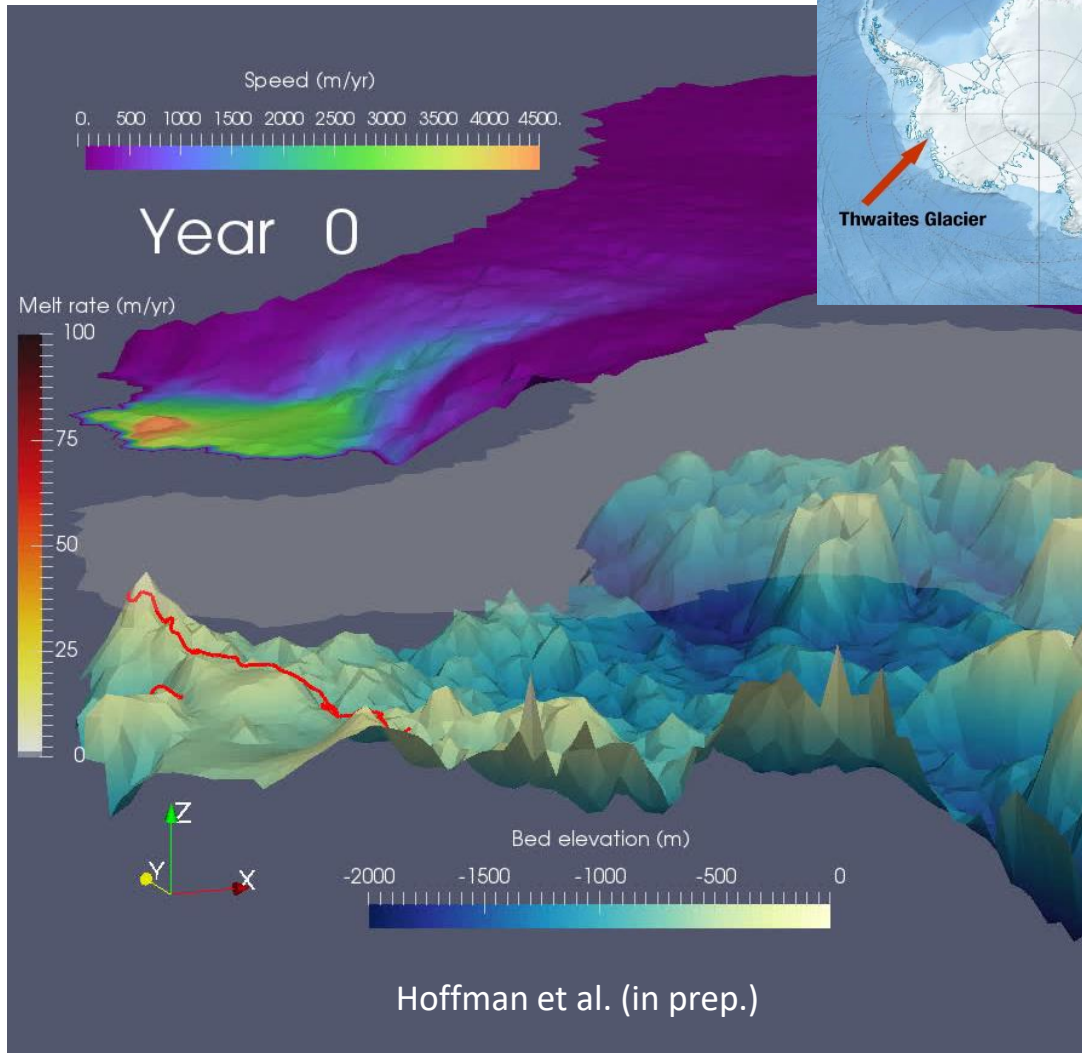 Speed (m/yr)
0. 500 1000 1500 2000 2500 3000 3500 4000 4500.
Thwaites Glacier
Year 0
Melt rate (m/yr)
100
75
50
25
0
Z
Y
X
Bed elevation (m)
-2000 -1500 -1000 -500 0
Hoffman et al. (in prep.)